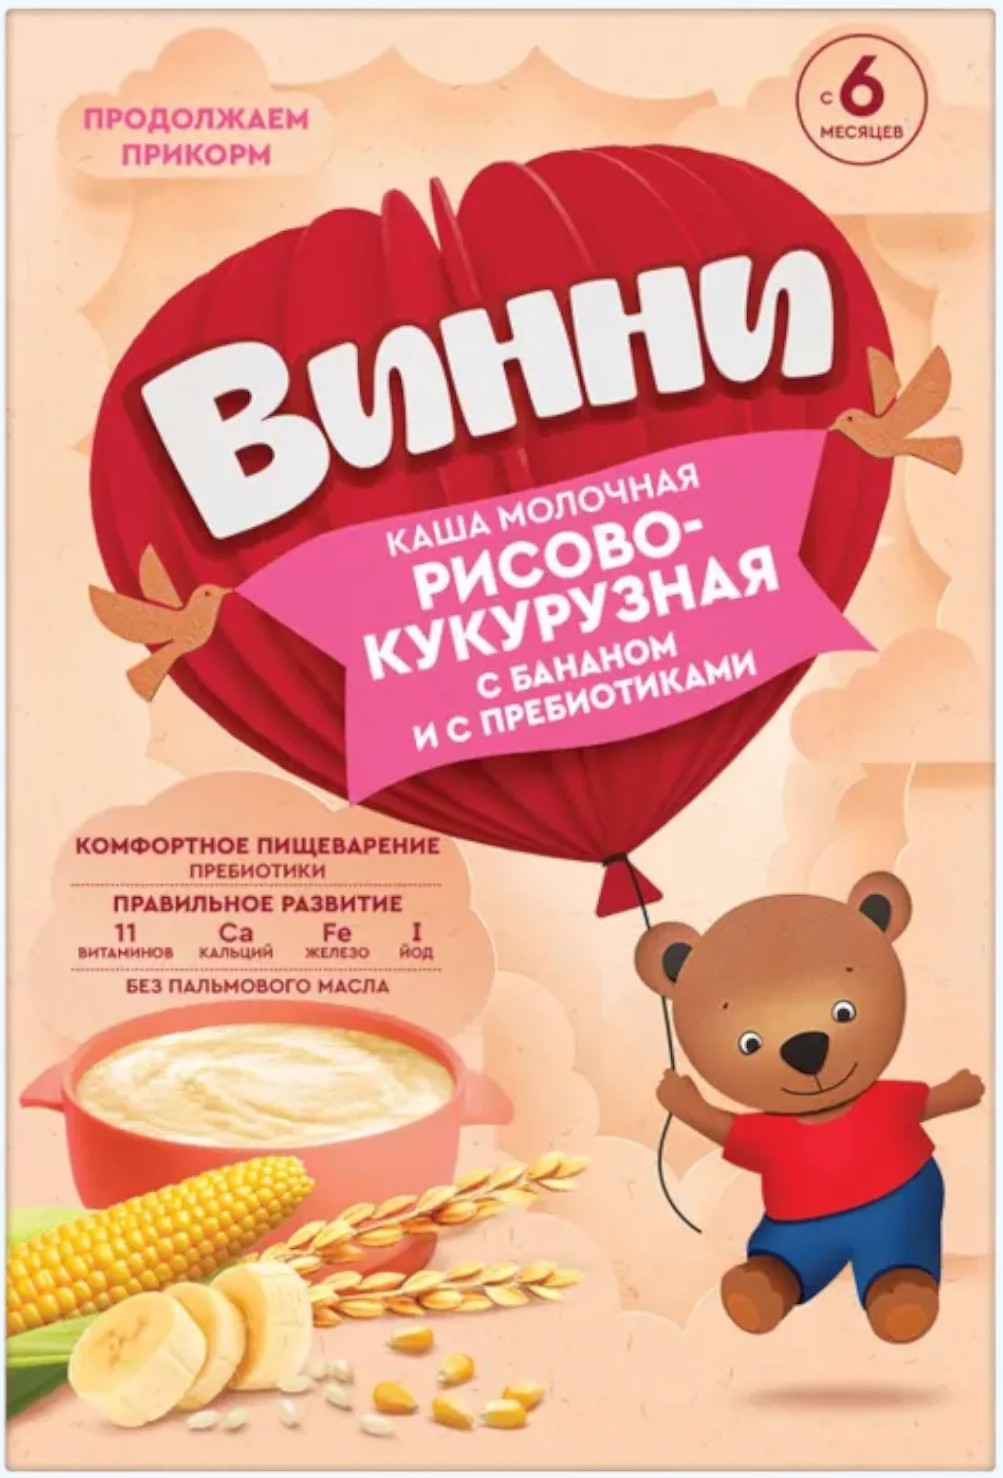 ПРОДОЛЖАЕМ
ПРИКОРМ
с 6
МЕСЯЦЕВ
Винни
КАША МОЛОЧНАЯ
РИСОВО-
КУКУРУЗНАЯ
С БАНАНОМ
И С ПРЕБИОТИКАМИ
КОМФОРТНОЕ ПИЩЕВАРЕНИЕ
ПРЕБИОТИКИ
ПРАВИЛЬНОЕ РАЗВИТИЕ
11 Ca Fe I
ВИТАМИНОВ КАЛЬЦИЙ ЖЕЛЕЗО ЙОД
БЕЗ ПАЛЬМОВОГО МАСЛА